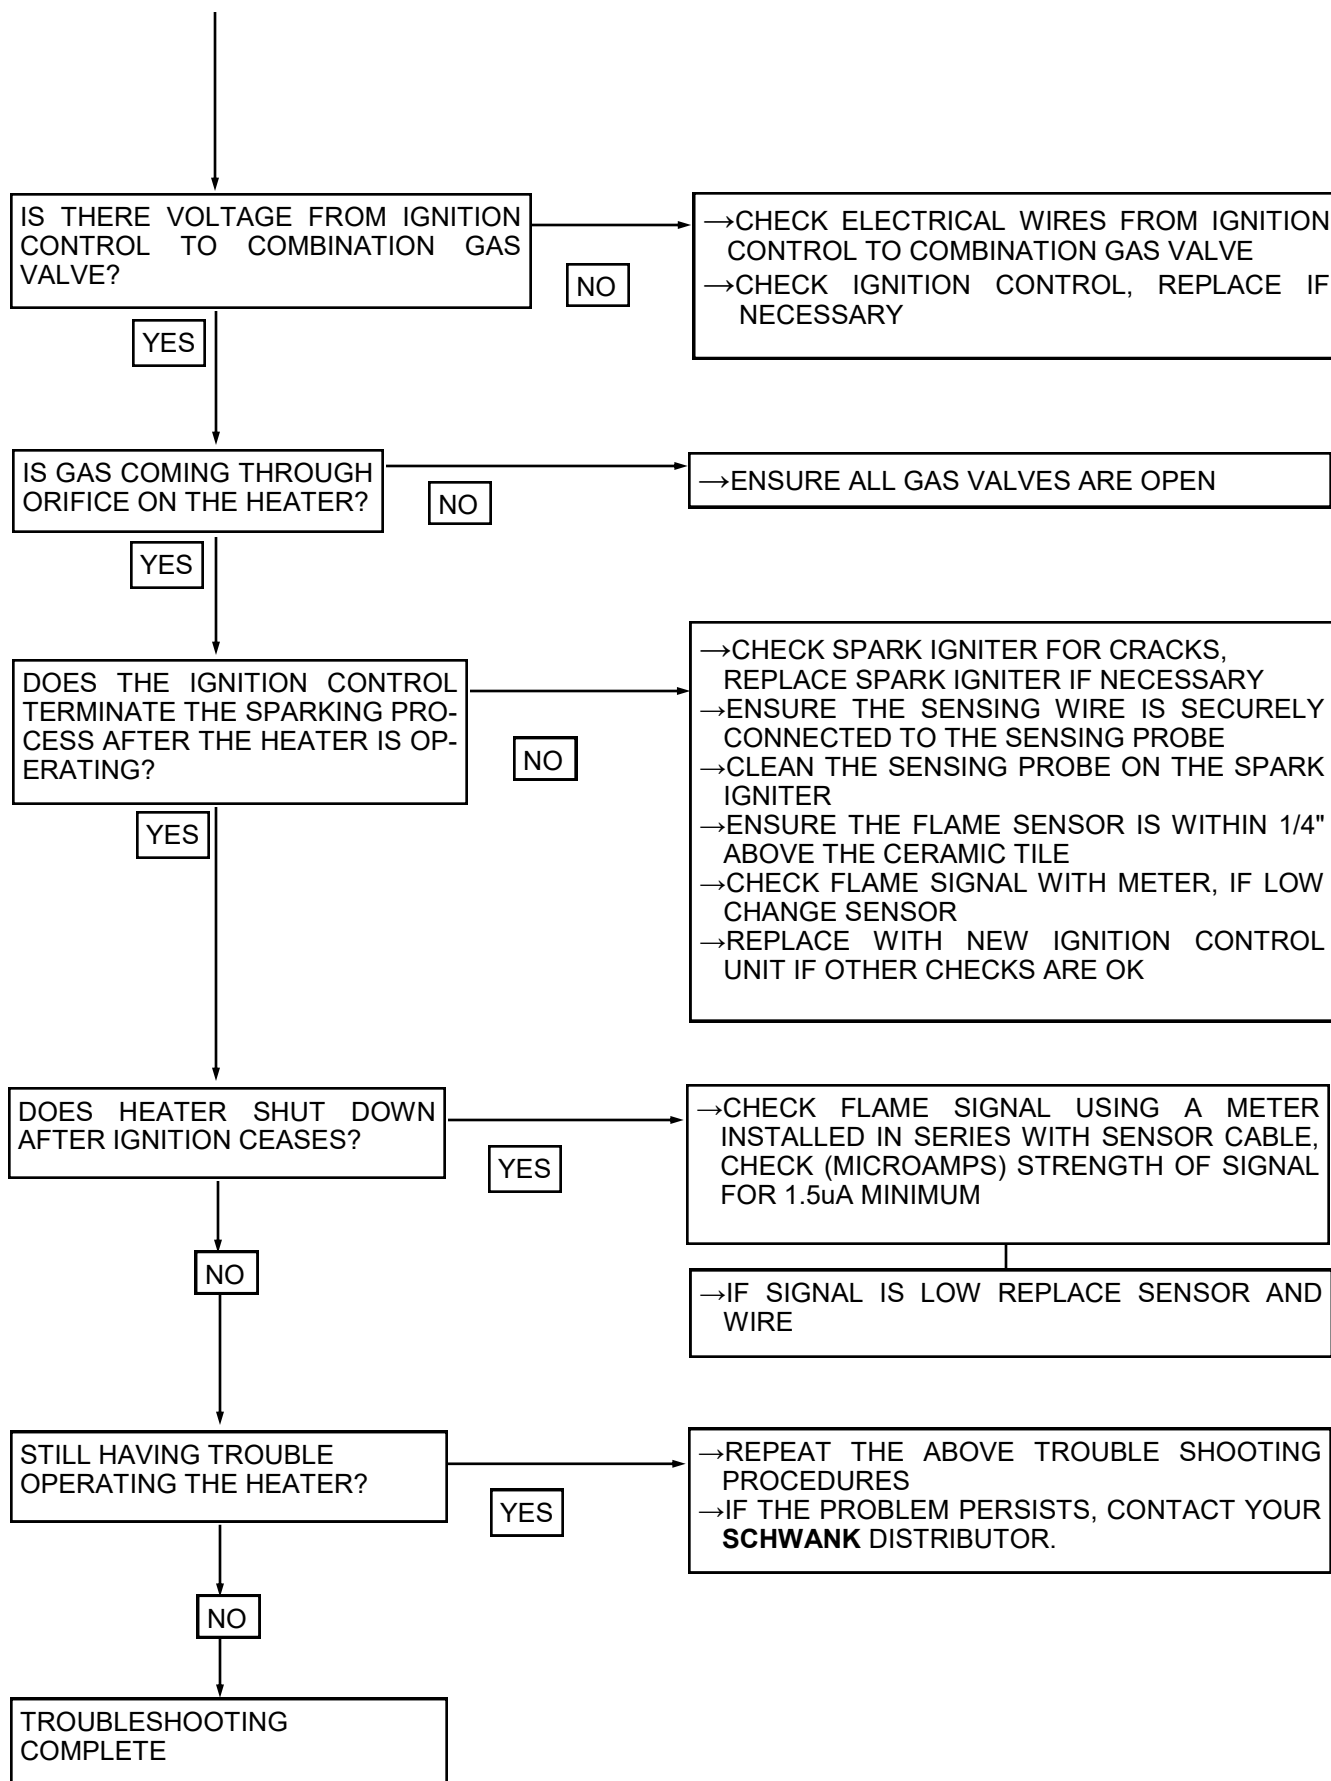 IS THERE VOLTAGE FROM IGNITION
CONTROL TO COMBINATION GAS
VALVE?
NO
→CHECK ELECTRICAL WIRES FROM IGNITION
CONTROL TO COMBINATION GAS VALVE
→CHECK IGNITION CONTROL, REPLACE IF
NECESSARY
YES
IS GAS COMING THROUGH
ORIFICE ON THE HEATER?
NO
→ENSURE ALL GAS VALVES ARE OPEN
YES
DOES THE IGNITION CONTROL
TERMINATE THE SPARKING PRO-
CESS AFTER THE HEATER IS OP-
ERATING?
NO
→CHECK SPARK IGNITER FOR CRACKS,
REPLACE SPARK IGNITER IF NECESSARY
→ENSURE THE SENSING WIRE IS SECURELY
CONNECTED TO THE SENSING PROBE
→CLEAN THE SENSING PROBE ON THE SPARK
IGNITER
→ENSURE THE FLAME SENSOR IS WITHIN 1/4"
ABOVE THE CERAMIC TILE
→CHECK FLAME SIGNAL WITH METER, IF LOW
CHANGE SENSOR
→REPLACE WITH NEW IGNITION CONTROL
UNIT IF OTHER CHECKS ARE OK
YES
DOES HEATER SHUT DOWN
AFTER IGNITION CEASES?
YES
→CHECK FLAME SIGNAL USING A METER
INSTALLED IN SERIES WITH SENSOR CABLE,
CHECK (MICROAMPS) STRENGTH OF SIGNAL
FOR 1.5uA MINIMUM
→IF SIGNAL IS LOW REPLACE SENSOR AND
WIRE
NO
STILL HAVING TROUBLE
OPERATING THE HEATER?
YES
→REPEAT THE ABOVE TROUBLE SHOOTING
PROCEDURES
→IF THE PROBLEM PERSISTS, CONTACT YOUR
SCHWANK DISTRIBUTOR.
NO
TROUBLESHOOTING
COMPLETE